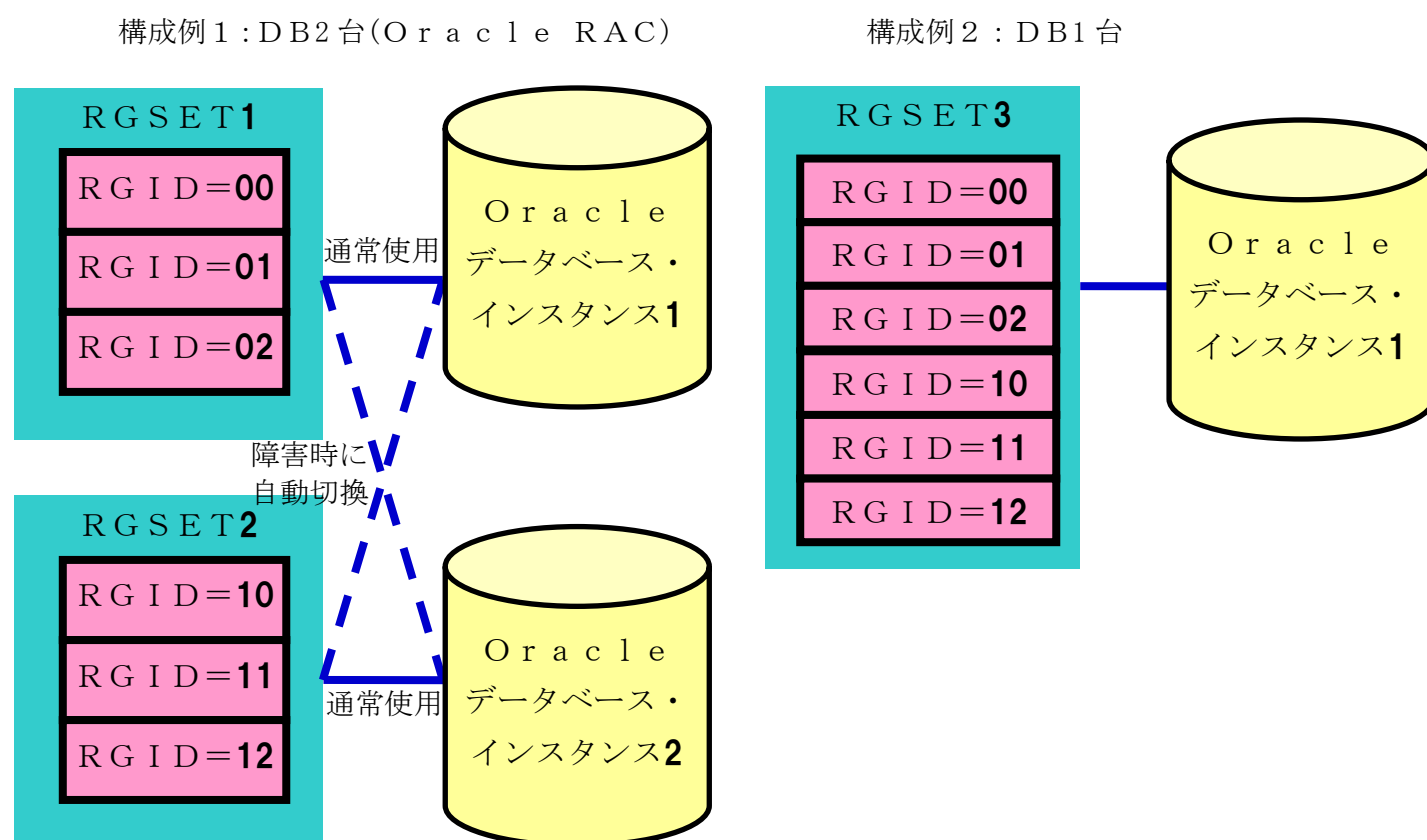 構成例１：ＤＢ２台(Ｏｒａｃｌｅ ＲＡＣ)
ＲＧＳＥＴ1
ＲＧＩＤ＝00
ＲＧＩＤ＝01
ＲＧＩＤ＝02
通常使用
Ｏｒａｃｌｅ
データベース・
インスタンス1
障害時に
自動切換
ＲＧＳＥＴ2
ＲＧＩＤ＝10
ＲＧＩＤ＝11
ＲＧＩＤ＝12
通常使用
Ｏｒａｃｌｅ
データベース・
インスタンス2
構成例２：ＤＢ１台
ＲＧＳＥＴ3
ＲＧＩＤ＝00
ＲＧＩＤ＝01
ＲＧＩＤ＝02
ＲＧＩＤ＝10
ＲＧＩＤ＝11
ＲＧＩＤ＝12
Ｏｒａｃｌｅ
データベース・
インスタンス1